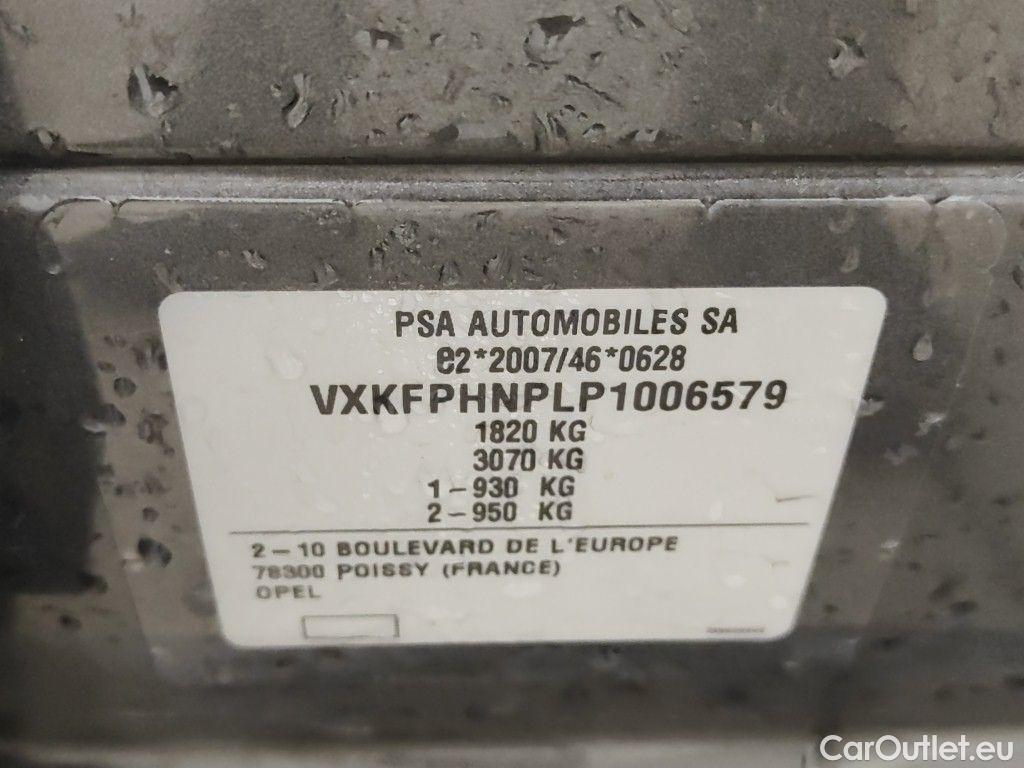 PSA AUTOMOBILES SA
e2*2007/46*0628
VXKFPHNPLP1006579
1820 KG
3070 KG
1-930 KG
2-950 KG
2-10 BOULEVARD DE L'EUROPE
78300 POISSY (FRANCE)
OPEL
CarOutlet.eu